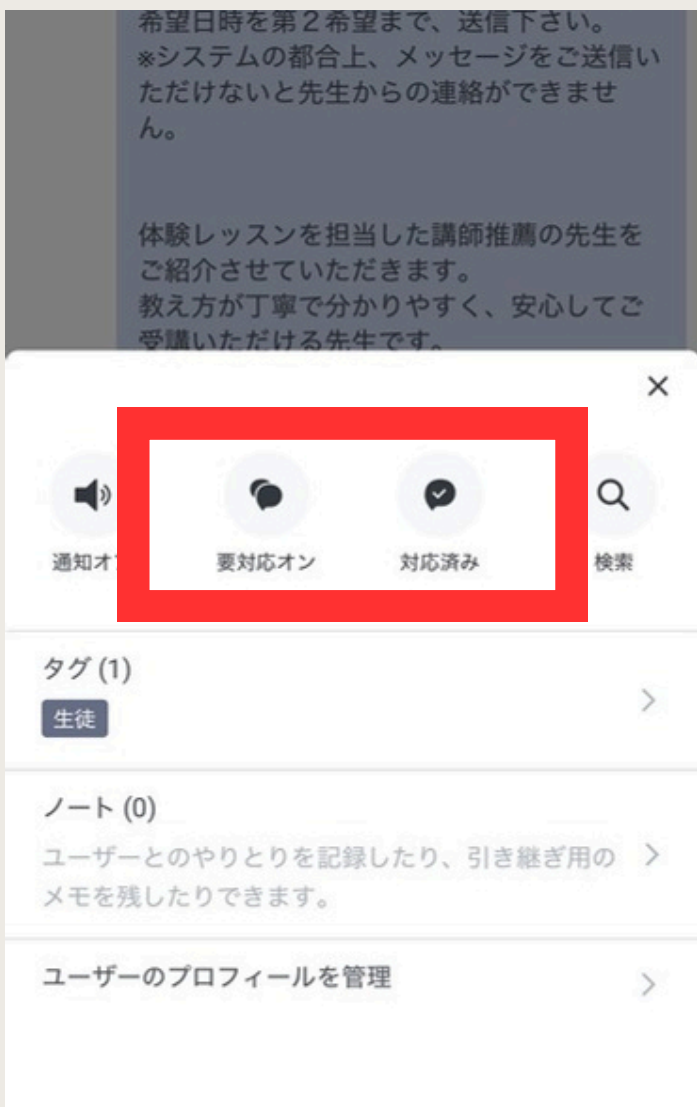 希望日時を第２希望まで、送信下さい。
※システムの都合上、メッセージをご送信い
ただけないと先生からの連絡ができませ
ん。
体験レッスンを担当した講師推薦の先生を
ご紹介させていただきます。
教え方が丁寧で分かりやすく、安心してご
受講いただける先生です。
通知オ
要対応オン
対応済み
検索
タグ (1)
生徒
ノート (0)
ユーザーとのやりとりを記録したり、引き継ぎ用の
メモを残したりできます。
ユーザーのプロフィールを管理